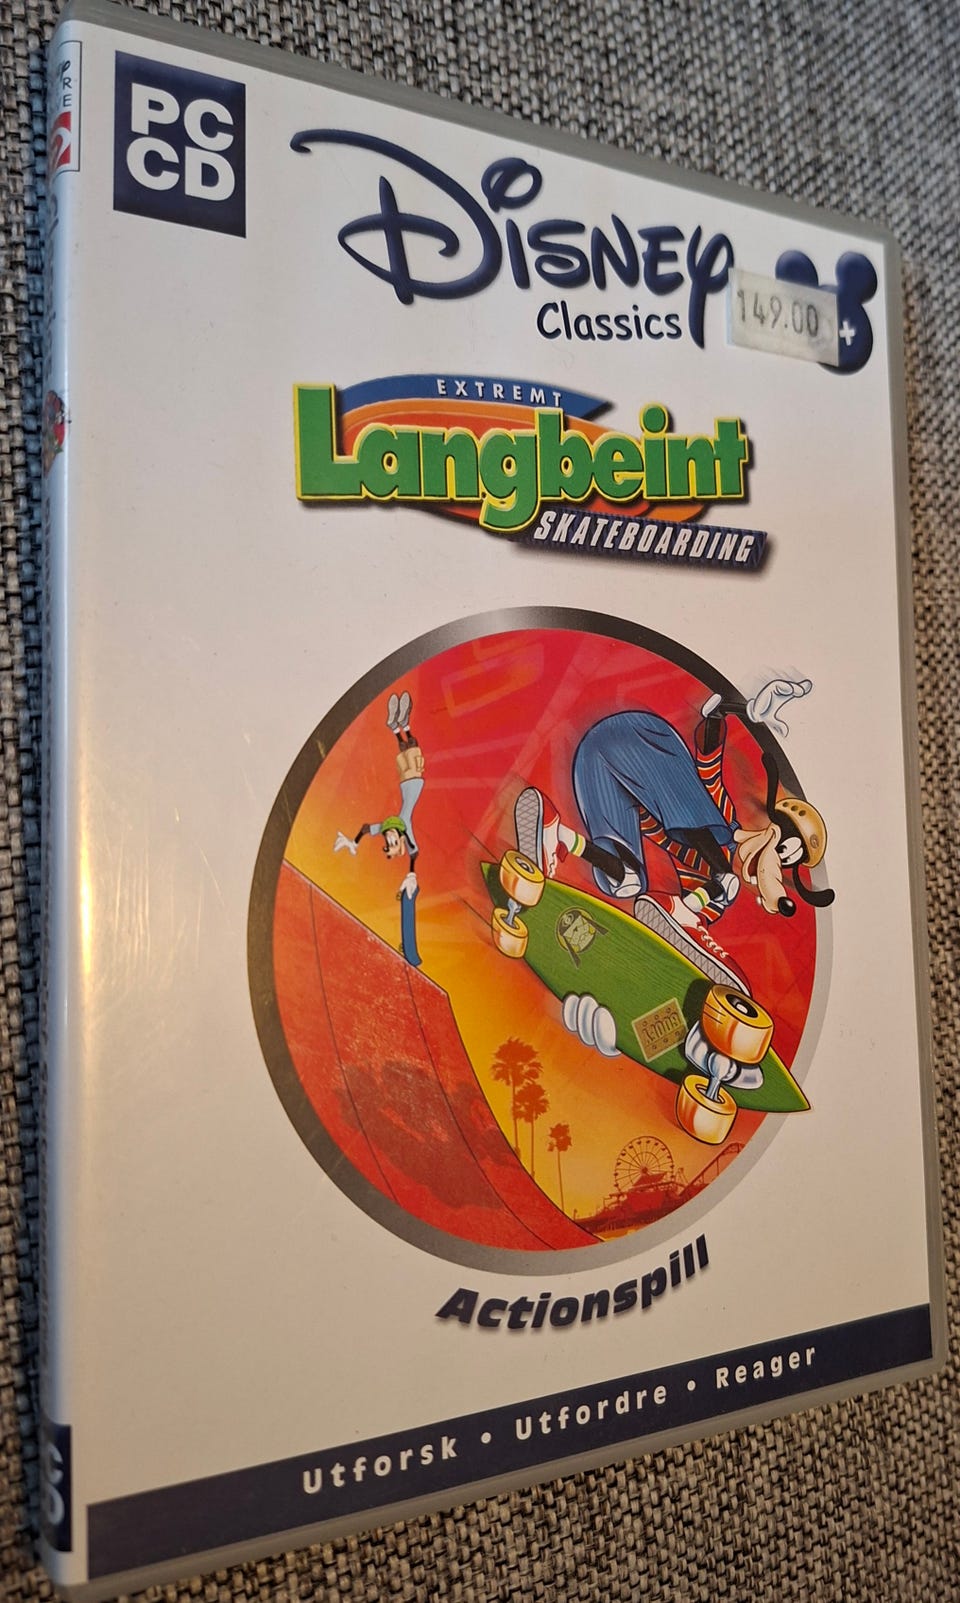 PC
CD
DISNEY
Classics
149.00
+
EXTREMT
Langbeint
SKATEBOARDING
Actionspill
Utforsk • Utfordre • Reager